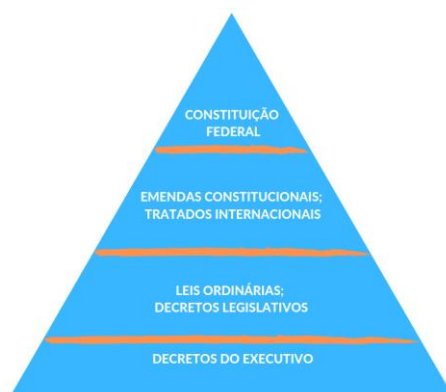 CONSTITUIÇÃO
FEDERAL
EMENDAS CONSTITUCIONAIS;
TRATADOS INTERNACIONAIS
LEIS ORDINÁRIAS;
DECRETOS LEGISLATIVOS
DECRETOS DO EXECUTIVO